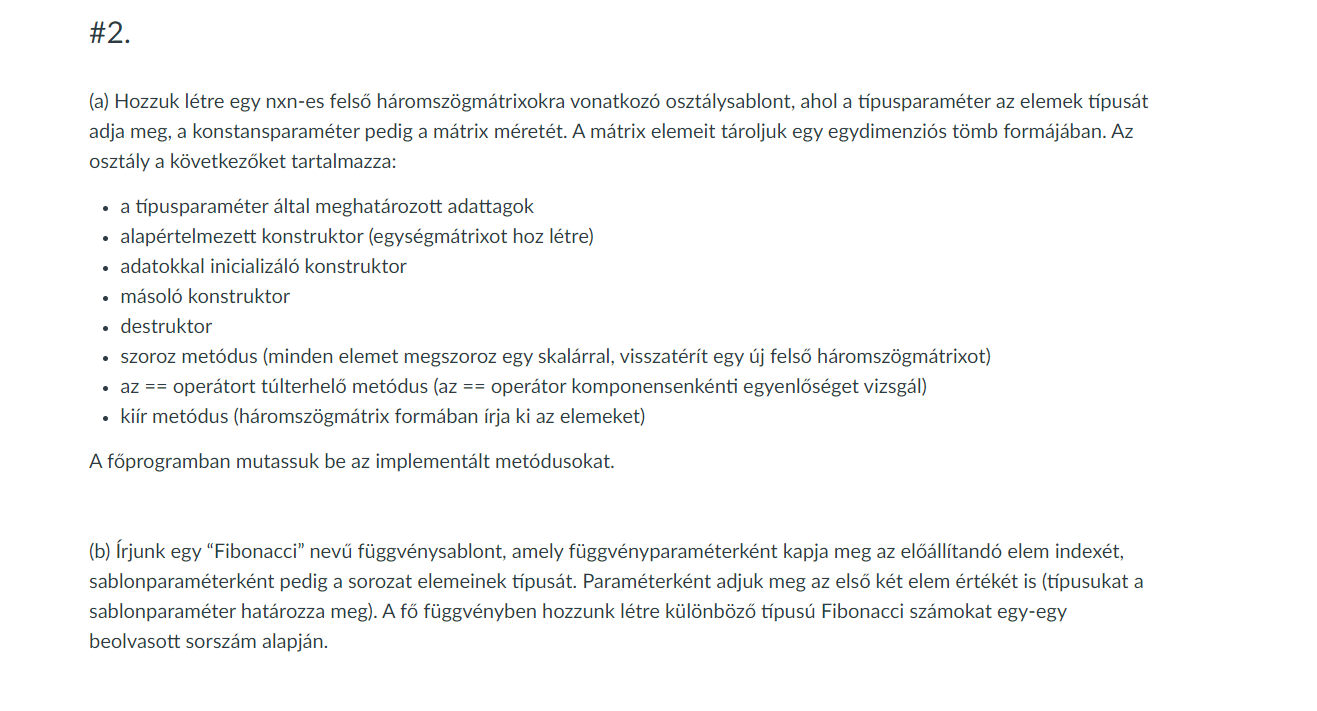 #2.
(a) Hozzuk létre egy nxn-es felső háromszögmátrixokra vonatkozó osztálysablont, ahol a típusparaméter az elemek típusát
adja meg, a konstansparaméter pedig a mátrix méretét. A mátrix elemeit tároljuk egy egydimenziós tömb formájában. Az
osztály a következőket tartalmazza:
• a típusparaméter által meghatározott adattagok
• alapértelmezett konstruktor (egységmátrixot hoz létre)
• adatokkal inicializáló konstruktor
• másoló konstruktor
• destruktor
• szoroz metódus (minden elemet megszoroz egy skalárral, visszatérít egy új felső háromszögmátrixot)
• az == operátort túlterhelő metódus (az == operátor komponensenkénti egyenlőséget vizsgál)
• kiír metódus (háromszögmátrix formában írja ki az elemeket)
A főprogramban mutassuk be az implementált metódusokat.
(b) Írjunk egy “Fibonacci” nevű függvénysablont, amely függvényparaméterként kapja meg az előállítandó elem indexét,
sablonparaméterként pedig a sorozat elemeinek típusát. Paraméterként adjuk meg az első két elem értékét is (típusukat a
sablonparaméter határozza meg). A fő függvényben hozzunk létre különböző típusú Fibonacci számokat egy-egy
beolvasott sorszám alapján.